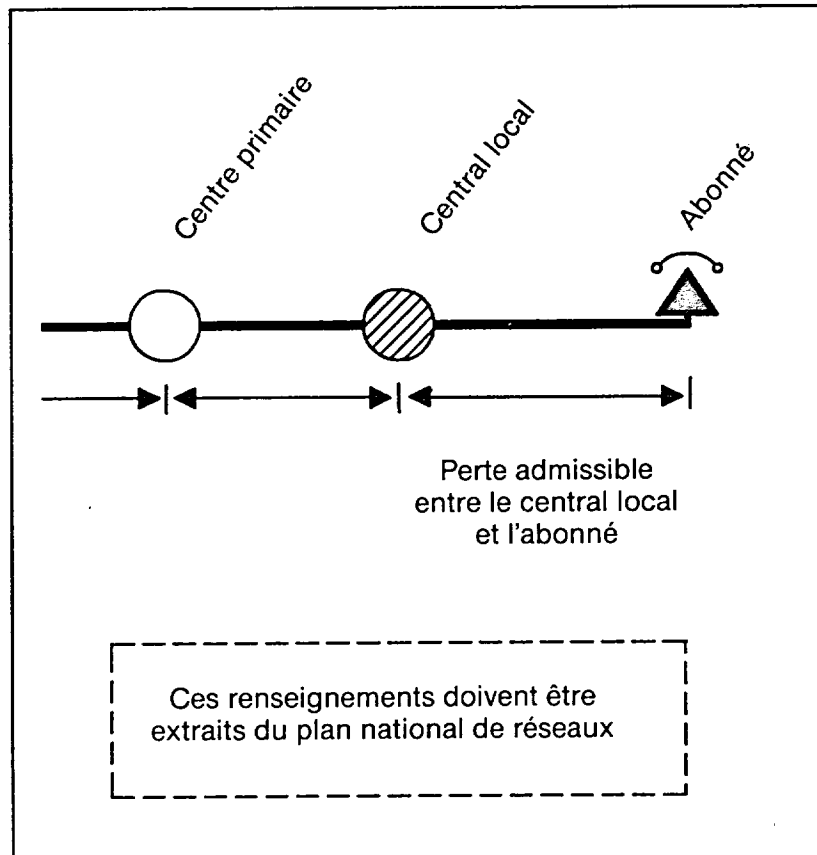 Centre primaire
Central local
Abonné
Perte admissible
entre le central local
et l'abonné
Ces renseignements doivent être
extraits du plan national de réseaux